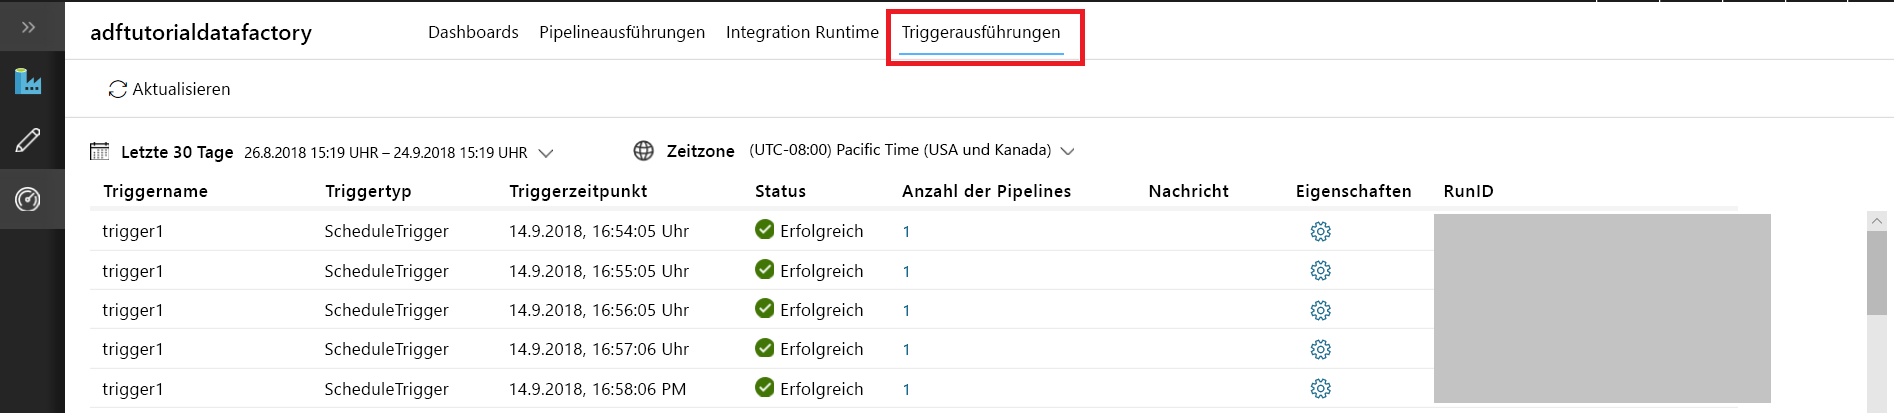 adftutorialdatafactory Dashboards Pipelineausführungen Integration Runtime Triggerausführungen
Aktualisieren
Letzte 30 Tage 26.8.2018 15:19 UHR – 24.9.2018 15:19 UHR Zeitzone (UTC-08:00) Pacific Time (USA und Kanada)
Triggername Triggertyp Triggerzeitpunkt Status Anzahl der Pipelines Nachricht Eigenschaften RunID
trigger1 ScheduleTrigger 14.9.2018, 16:54:05 Uhr Erfolgreich 1
trigger1 ScheduleTrigger 14.9.2018, 16:55:05 Uhr Erfolgreich 1
trigger1 ScheduleTrigger 14.9.2018, 16:56:05 Uhr Erfolgreich 1
trigger1 ScheduleTrigger 14.9.2018, 16:57:06 Uhr Erfolgreich 1
trigger1 ScheduleTrigger 14.9.2018, 16:58:06 PM Erfolgreich 1